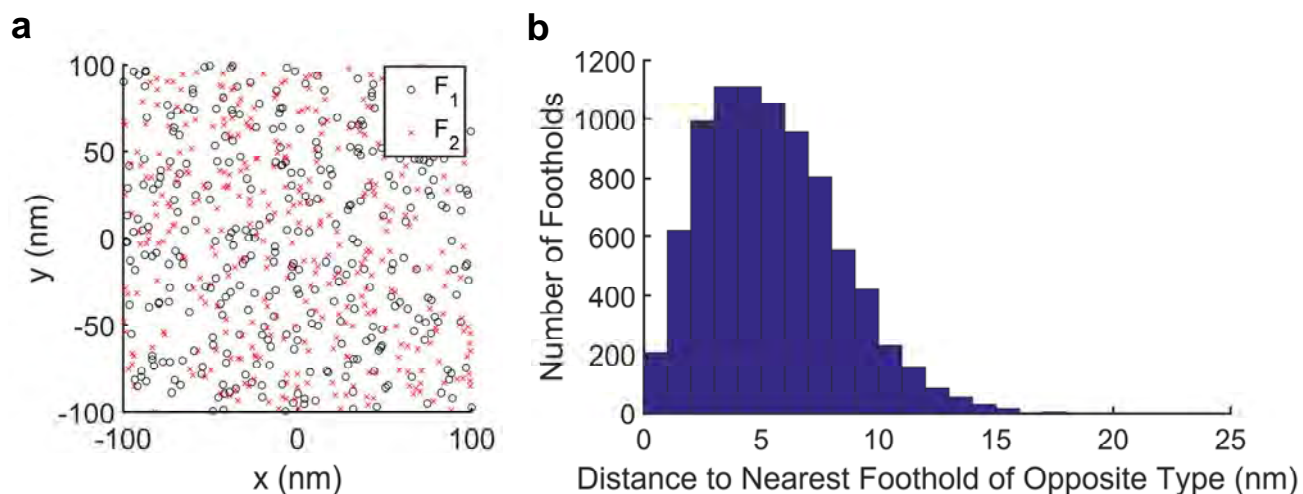 a
100
50
0
-50
-100
y (nm)
-100
0
100
x (nm)
F1
F2
b
1200
1000
800
600
400
200
0
Number of Footholds
0
5
10
15
20
25
Distance to Nearest Foothold of Opposite Type (nm)